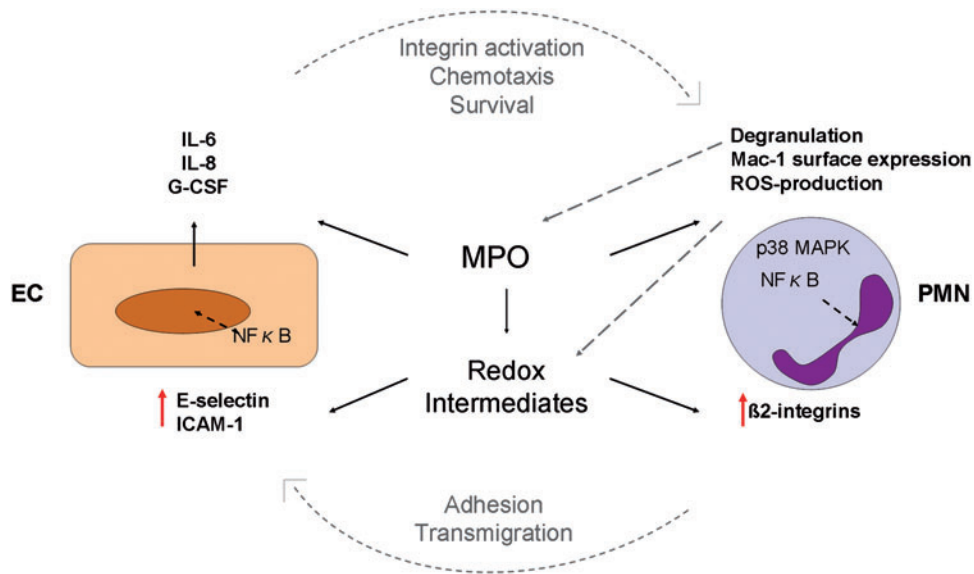 Integrin activation
Chemotaxis
Survival
IL-6
IL-8
G-CSF
Degranulation
Mac-1 surface expression
ROS-production
MPO
p38 MAPK
NFκB
EC
NFκB
PMN
Redox
Intermediates
E-selectin
ICAM-1
ß2-integrins
Adhesion
Transmigration